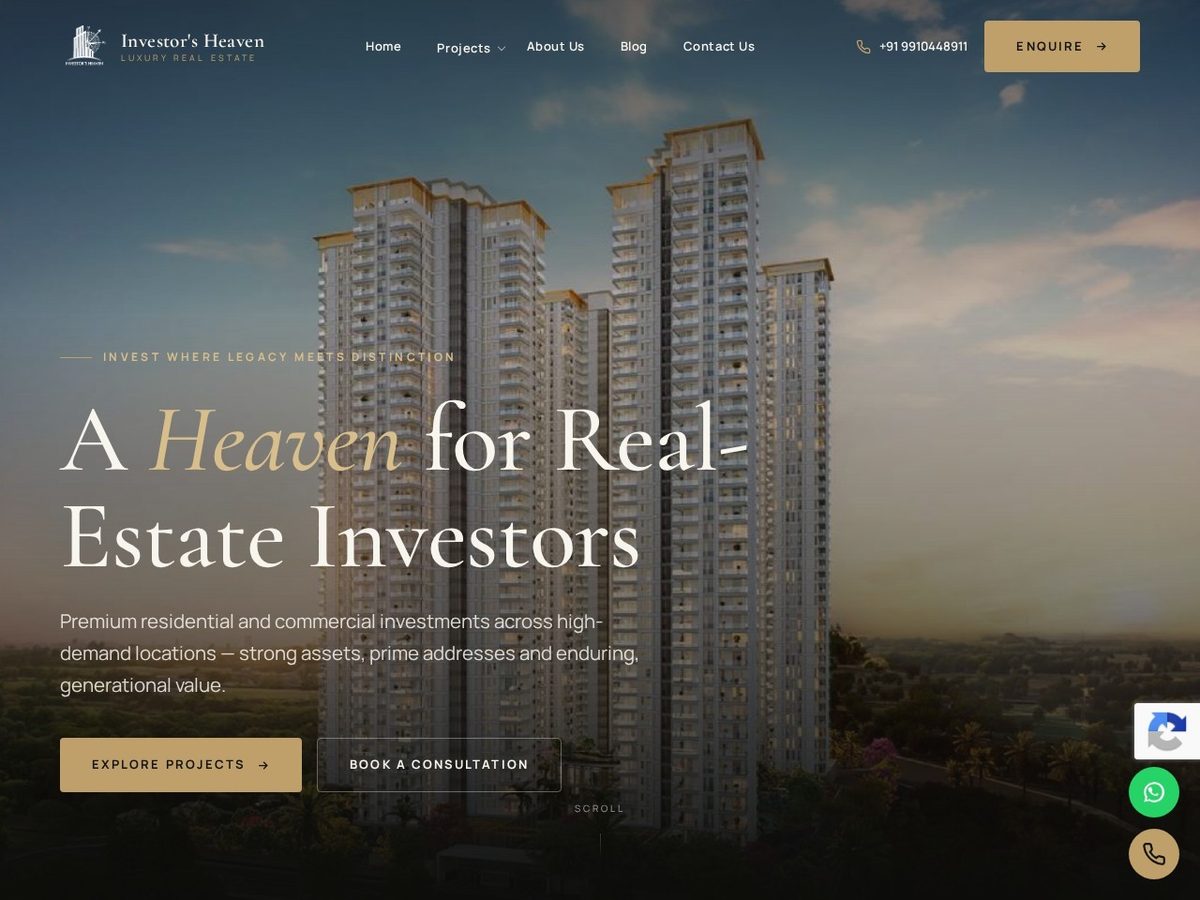 Investor's Heaven
LUXURY REAL ESTATE
INVESTOR'S HEAVEN
Home
Projects
About Us
Blog
Contact Us
+91 9910448911
ENQUIRE →
INVEST WHERE LEGACY MEETS DISTINCTION
A Heaven for Real-
Estate Investors
Premium residential and commercial investments across high-
demand locations — strong assets, prime addresses and enduring,
generational value.
EXPLORE PROJECTS →
BOOK A CONSULTATION
SCROLL